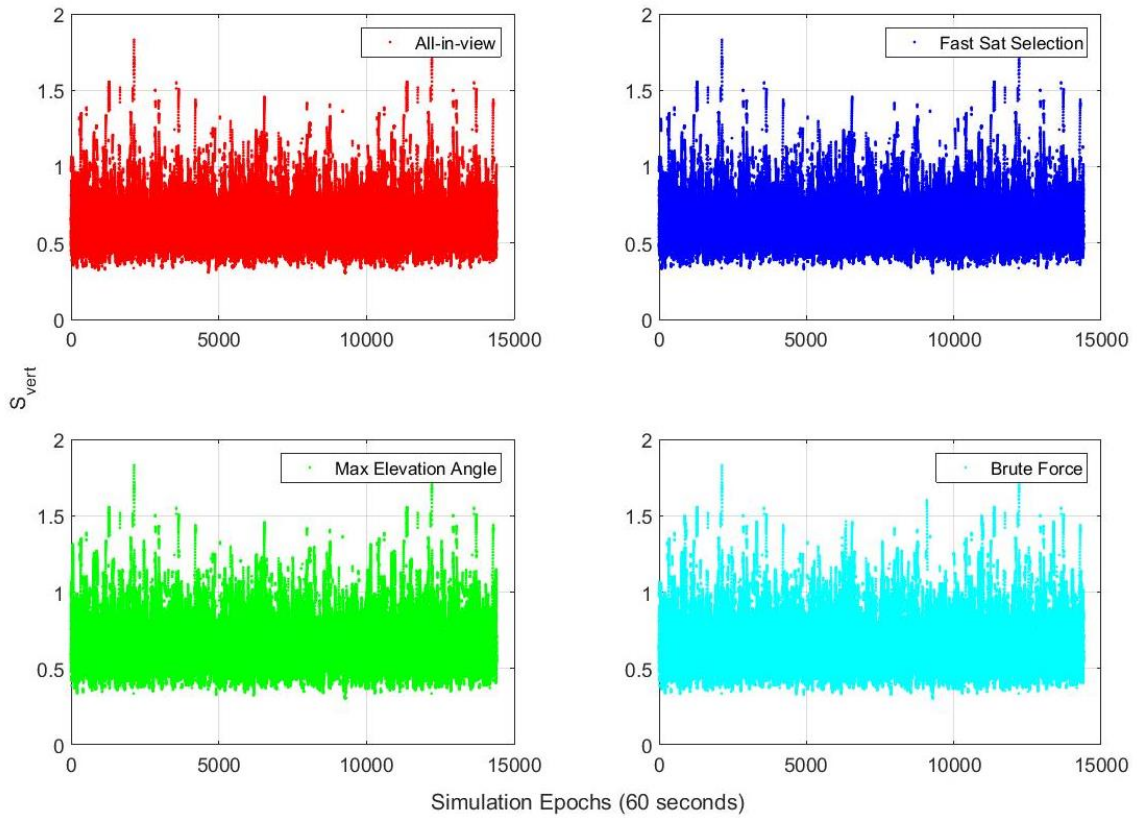 2
1.5
1
0.5
0
0 5000 10000 15000
All-in-view
2
1.5
1
0.5
0
0 5000 10000 15000
Fast Sat Selection
S_vert
2
1.5
1
0.5
0
0 5000 10000 15000
Max Elevation Angle
2
1.5
1
0.5
0
0 5000 10000 15000
Brute Force
Simulation Epochs (60 seconds)